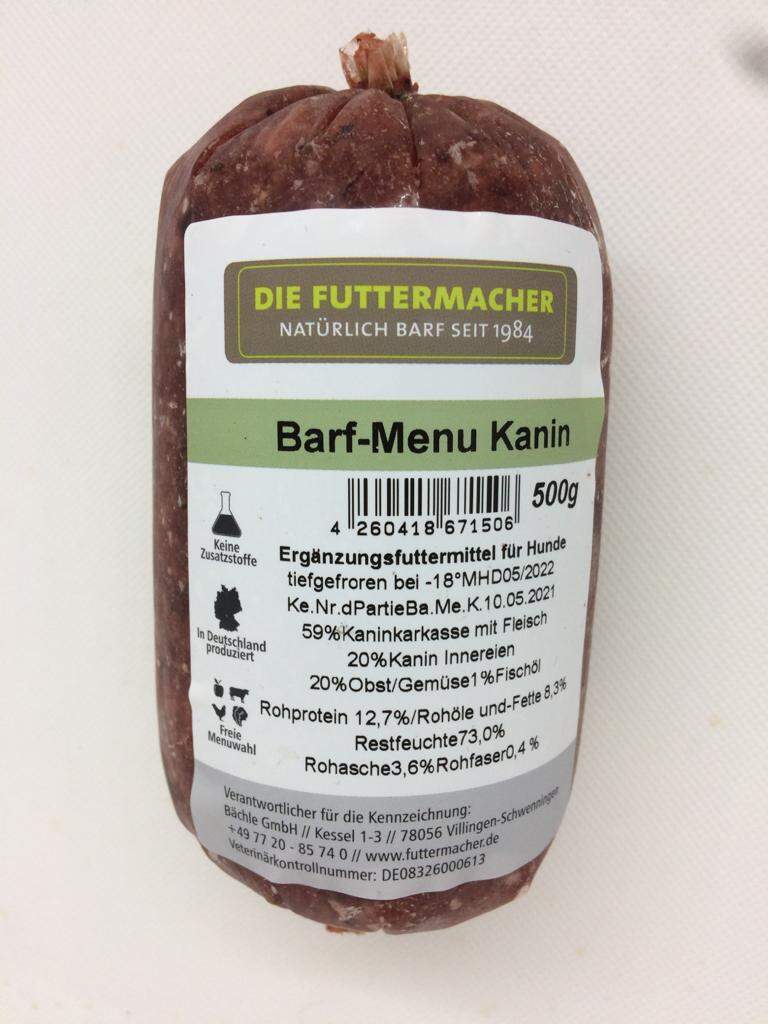 DIE FUTTERMACHER
NATÜRLICH BARF SEIT 1984
Barf-Menu Kanin
500g
4 260418 671506
Keine
Zusatzstoffe
Ergänzungsfuttermittel für Hunde
tiefgefroren bei -18°MHD05/2022
Ke.Nr.dPartieBa.Me.K.10.05.2021
In Deutschland
produziert
59%Kaninkarkasse mit Fleisch
20%Kanin Innereien
20%Obst/Gemüse1%Fischöl
Freie
Menuwahl
Rohprotein 12,7%/Rohöle und-Fette 8,3%
Restfeuchte73,0%
Rohasche3,6%Rohfaser0,4 %
Verantwortlicher für die Kennzeichnung:
Bächle GmbH // Kessel 1-3 // 78056 Villingen-Schwenningen
+49 77 20 - 85 74 0 // www.futtermacher.de
Veterinärkontrollnummer: DE08326000613